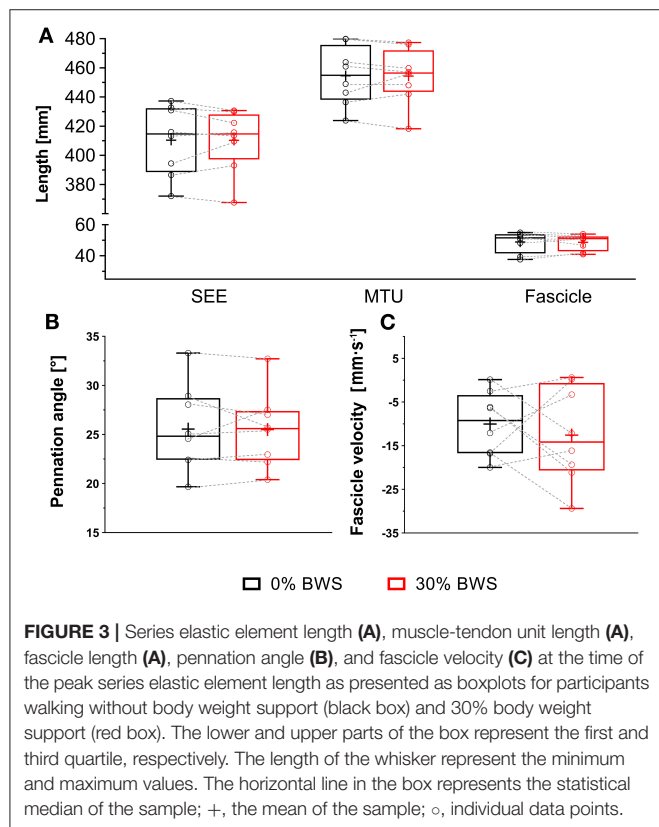 A
Length [mm]
480
460
440
420
400
380
60
40
SEE MTU Fascicle
B
Pennation angle [°]
35
30
25
20
15
C
Fascicle velocity [mm·s⁻¹]
5
-5
-15
-25
-35
0% BWS 30% BWS
FIGURE 3 | Series elastic element length (A), muscle-tendon unit length (A),
fascicle length (A), pennation angle (B), and fascicle velocity (C) at the time of
the peak series elastic element length as presented as boxplots for participants
walking without body weight support (black box) and 30% body weight
support (red box). The lower and upper parts of the box represent the first and
third quartile, respectively. The length of the whisker represent the minimum
and maximum values. The horizontal line in the box represents the statistical
median of the sample; +, the mean of the sample; ○, individual data points.